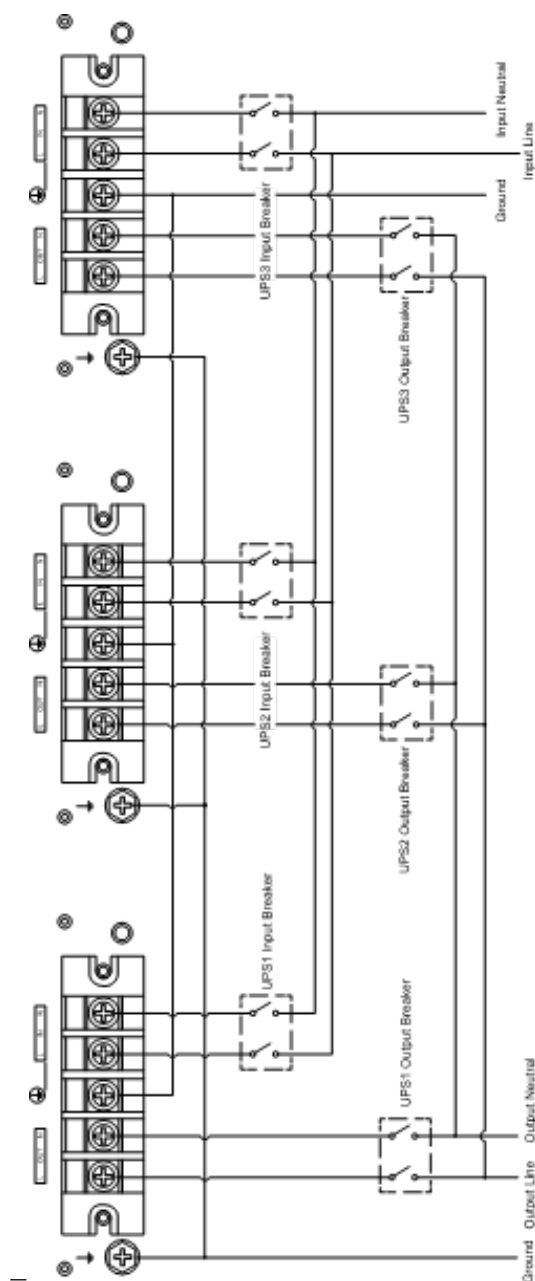 Input Neutral
Input Line
Ground
UPS3 Input Breaker
UPS3 Output Breaker
UPS2 Input Breaker
UPS2 Output Breaker
UPS1 Input Breaker
UPS1 Output Breaker
Output Neutral
Output Line
Ground